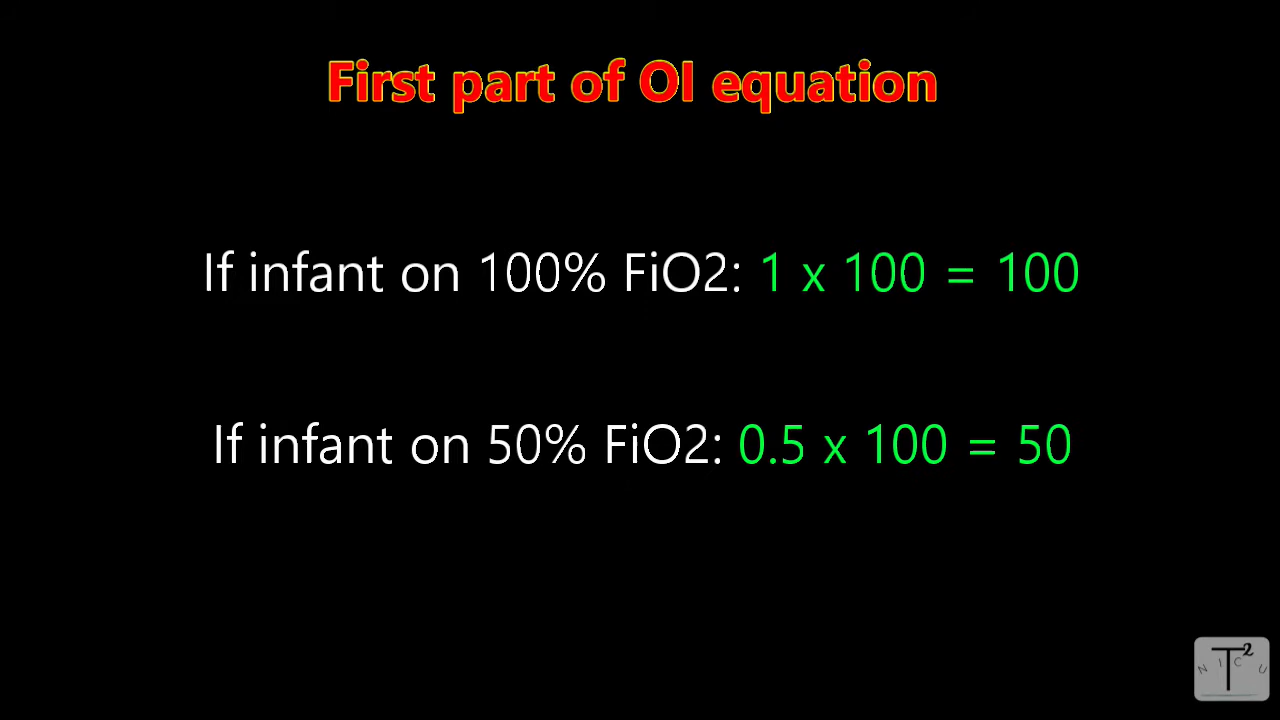 First part of OI equation
If infant on 100% FiO2: 1 x 100 = 100
If infant on 50% FiO2: 0.5 x 100 = 50
T²
N I C U